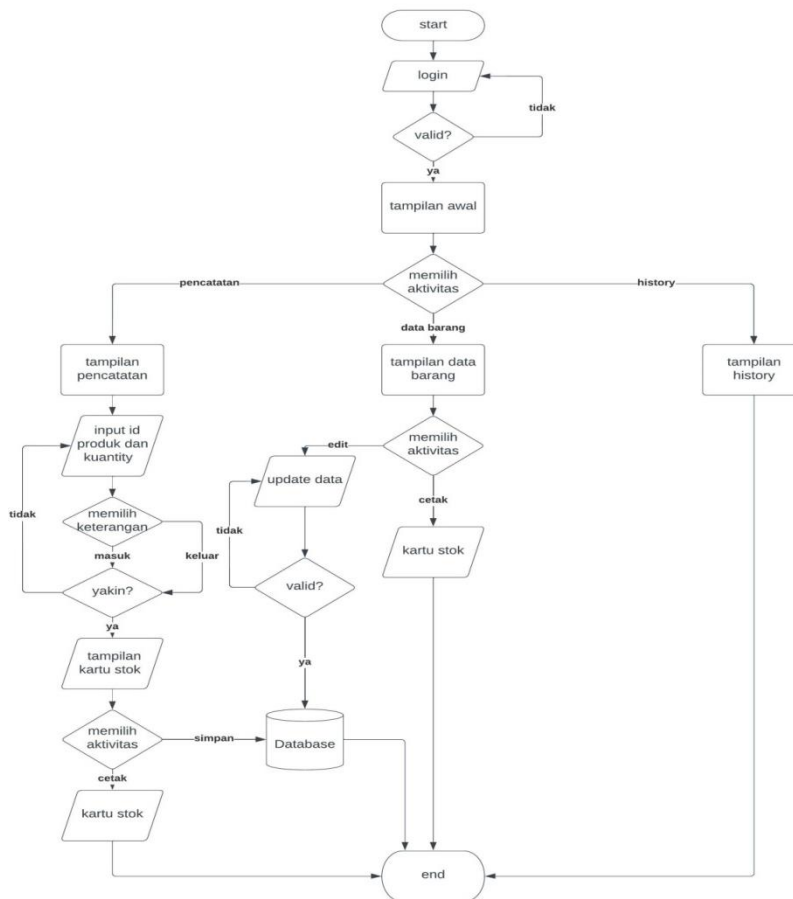 start
login
tidak
valid?
ya
tampilan awal
memilih
aktivitas
pencatatan
history
data barang
tampilan
pencatatan
tampilan data
barang
tampilan
history
input id
produk dan
kuantity
memilih
aktivitas
edit
update data
cetak
tidak
memilih
keterangan
tidak
masuk
keluar
kartu stok
yakin?
valid?
ya
tampilan
kartu stok
ya
memilih
aktivitas
simpan
Database
cetak
kartu stok
end